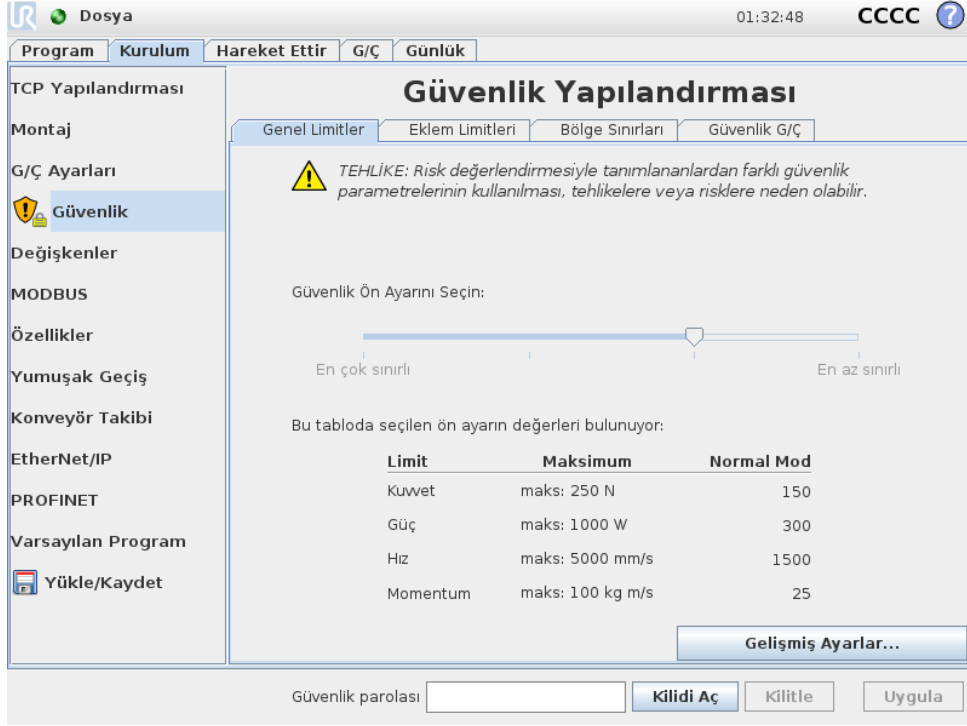 UR Dosya 01:32:48 CCCC ?
Program Kurulum Hareket Ettir G/Ç Günlük
TCP Yapılandırması
Montaj
G/Ç Ayarları
Güvenlik
Değişkenler
MODBUS
Özellikler
Yumuşak Geçiş
Konveyör Takibi
EtherNet/IP
PROFINET
Varsayılan Program
Yükle/Kaydet
Güvenlik Yapılandırması
Genel Limitler Eklem Limitleri Bölge Sınırları Güvenlik G/Ç
TEHLİKE: Risk değerlendirmesiyle tanımlananlardan farklı güvenlik
parametrelerinin kullanılması, tehlikelere veya risklere neden olabilir.
Güvenlik Ön Ayarını Seçin:
En çok sınırlı En az sınırlı
Bu tabloda seçilen ön ayarın değerleri bulunuyor:
Limit Maksimum Normal Mod
Kuvvet maks: 250 N 150
Güç maks: 1000 W 300
Hız maks: 5000 mm/s 1500
Momentum maks: 100 kg m/s 25
Gelişmiş Ayarlar...
Güvenlik parolası Kilidi Aç Kilitle Uygula